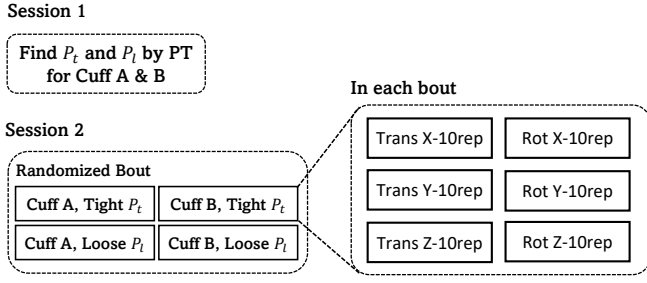 Session 1
Find P_t and P_l by PT
for Cuff A & B
Session 2
Randomized Bout
Cuff A, Tight P_t
Cuff B, Tight P_t
Cuff A, Loose P_l
Cuff B, Loose P_l
In each bout
Trans X-10rep
Rot X-10rep
Trans Y-10rep
Rot Y-10rep
Trans Z-10rep
Rot Z-10rep